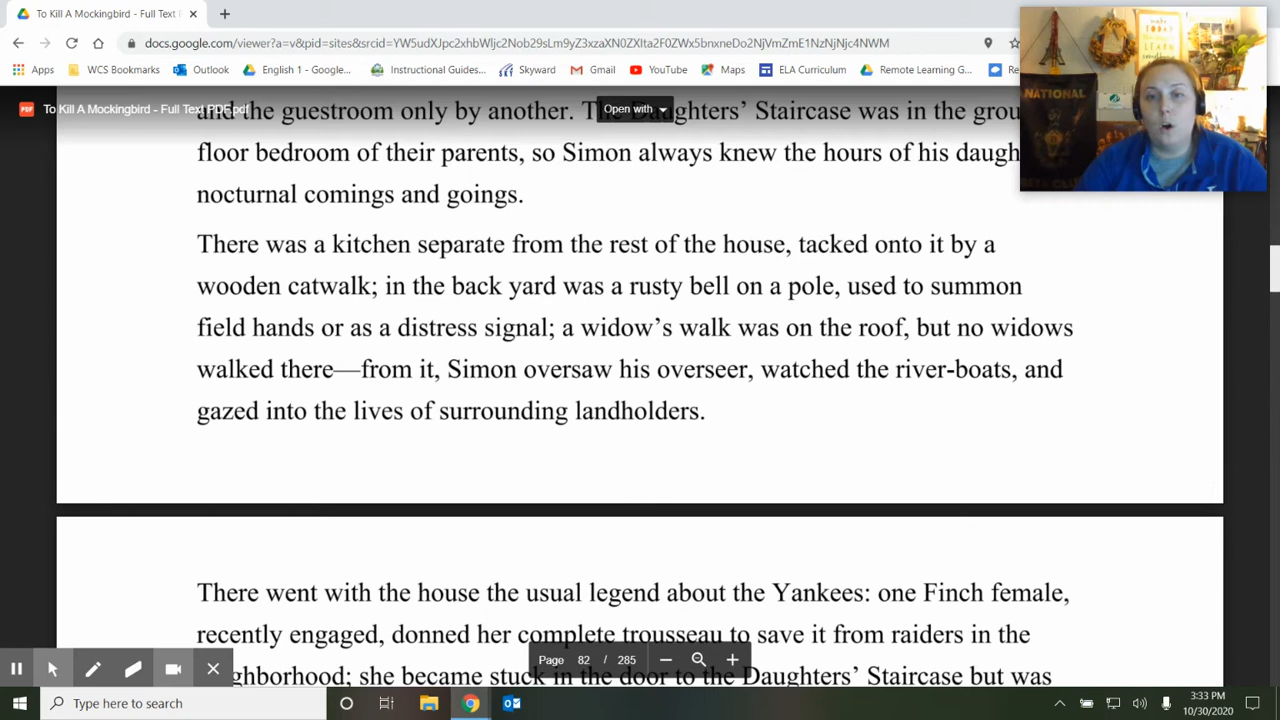 To Kill A Mockingbird - Full Text
docs.google.com/viewer?a=v&pid=sites&srcid=YW5udXJpc2xhbWljc2Nob29sLm9yZ3xzaXN0ZXIta2F0ZWx5bnxneDo2NjVmZmE1NzNjNjc4NWM
Apps
WCS Bookmarks
Outlook
English 1 - Google...
Instructional Guides...
Skyward
Gmail
YouTube
Maps
ELA Curriculum
Remote Learning G...
Re
To Kill A Mockingbird - Full Text PDF.pdf
Open with
and the guestroom only by another. The Daughters' Staircase was in the
floor bedroom of their parents, so Simon always knew the hours of his
nocturnal comings and goings.
There was a kitchen separate from the rest of the house, tacked onto it by a
wooden catwalk; in the back yard was a rusty bell on a pole, used to summon
field hands or as a distress signal; a widow's walk was on the roof, but no widows
walked there—from it, Simon oversaw his overseer, watched the river-boats, and
gazed into the lives of surrounding landholders.
There went with the house the usual legend about the Yankees: one Finch female,
recently engaged, donned her complete trousseau to save it from raiders in the
she became stuck in the door to the Daughters' Staircase but was
Page 82 / 285
Type here to search
3:33 PM
10/30/2020
NATIONAL
TODAY
LEARN